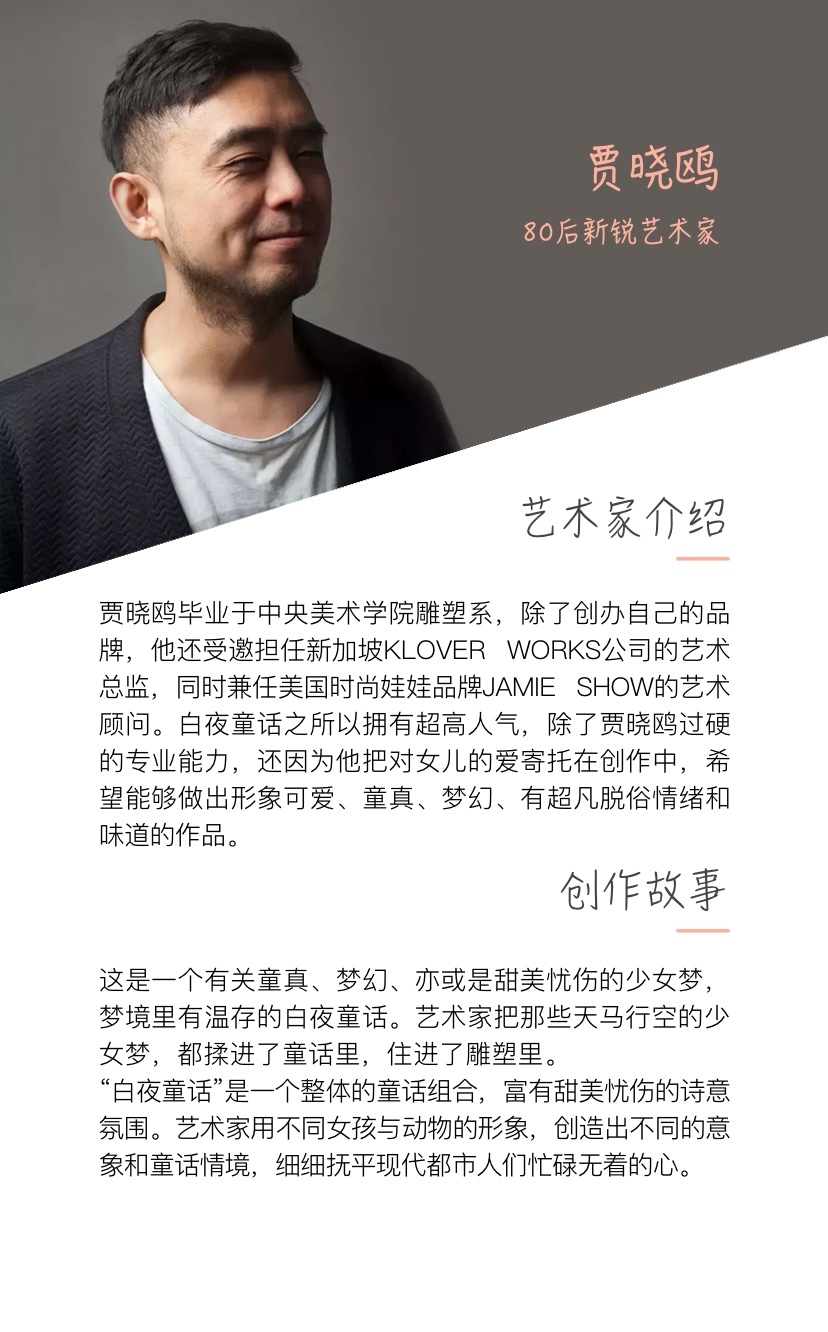 贾晓鸥
80后新锐艺术家
艺术家介绍
贾晓鸥毕业于中央美术学院雕塑系，除了创办自己的品
牌，他还受邀担任新加坡KLOVER WORKS公司的艺术
总监，同时兼任美国时尚娃娃品牌JAMIE SHOW的艺术
顾问。白夜童话之所以拥有超高人气，除了贾晓鸥过硬
的专业能力，还因为他把对女儿的爱寄托在创作中，希
望能够做出形象可爱、童真、梦幻、有超凡脱俗情绪和
味道的作品。
创作故事
这是一个有关童真、梦幻、亦或是甜美忧伤的少女梦，
梦境里有温存的白夜童话。艺术家把那些天马行空的少
女梦，都揉进了童话里，住进了雕塑里。
“白夜童话”是一个整体的童话组合，富有甜美忧伤的诗意
氛围。艺术家用不同女孩与动物的形象，创造出不同的意
象和童话情境，细细抚平现代都市人们忙碌无着的心。